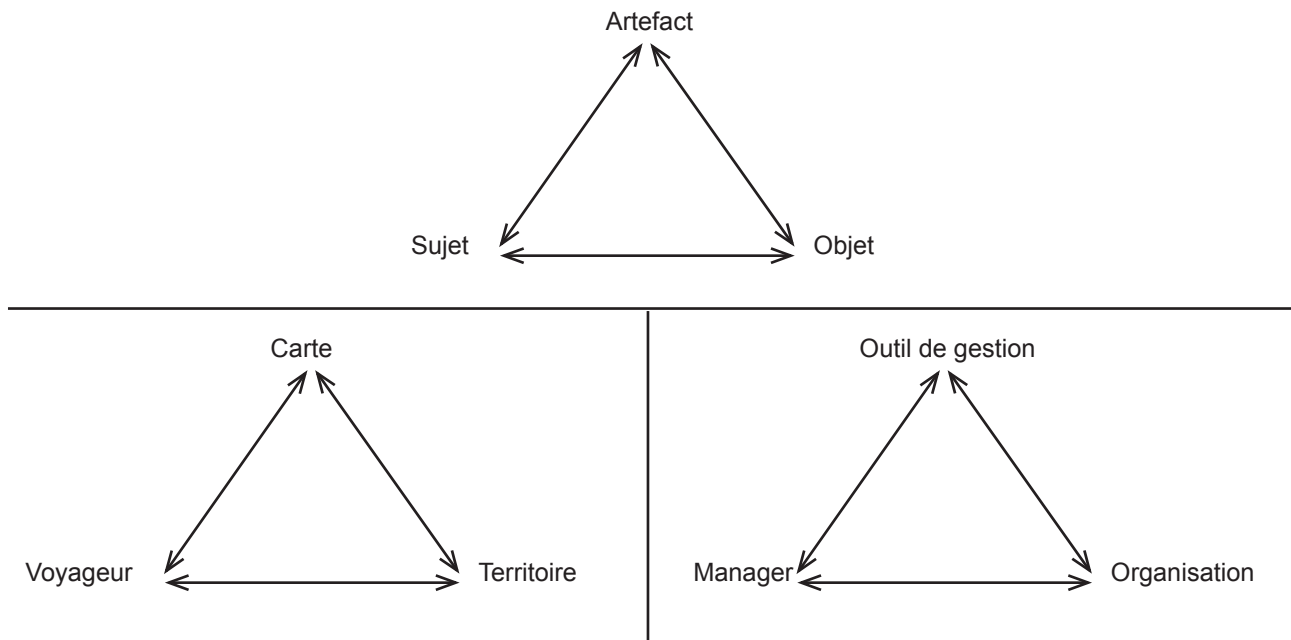 Artefact
Sujet Objet
Carte
Voyageur Territoire
Outil de gestion
Manager Organisation